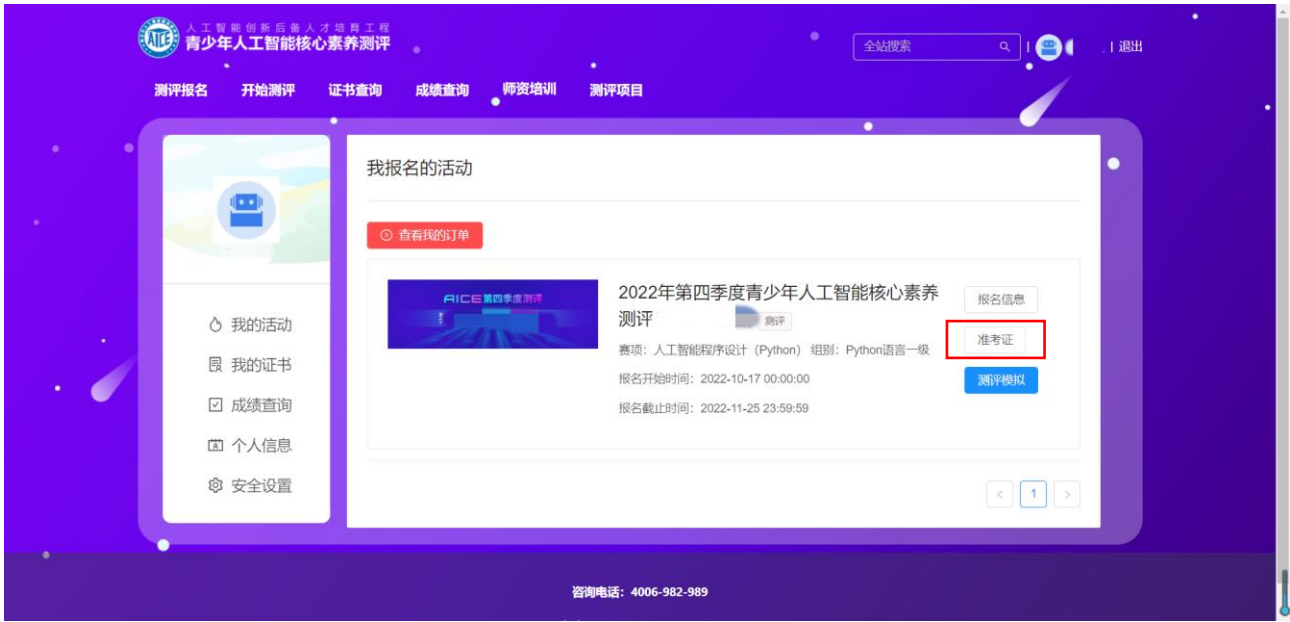 人工智能创新后备人才培育工程
AICE 青少年人工智能核心素养测评
全站搜索
退出
测评报名 开始测评 证书查询 成绩查询 师资培训 测评项目
我报名的活动
查看我的订单
AICE第四季度测评
2022年第四季度青少年人工智能核心素养
测评 测评
赛项：人工智能程序设计（Python） 组别：Python语言一级
报名开始时间：2022-10-17 00:00:00
报名截止时间：2022-11-25 23:59:59
报名信息
准考证
测评模拟
我的活动
我的证书
成绩查询
个人信息
安全设置
< 1 >
咨询电话：4006-982-989